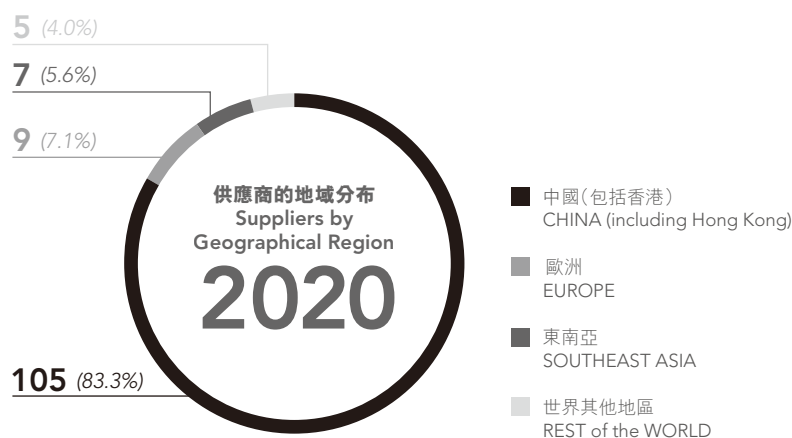 5 (4.0%)
7 (5.6%)
9 (7.1%)
105 (83.3%)
供應商的地域分布
Suppliers by
Geographical Region
2020
中國(包括香港)
CHINA (including Hong Kong)
歐洲
EUROPE
東南亞
SOUTHEAST ASIA
世界其他地區
REST of the WORLD